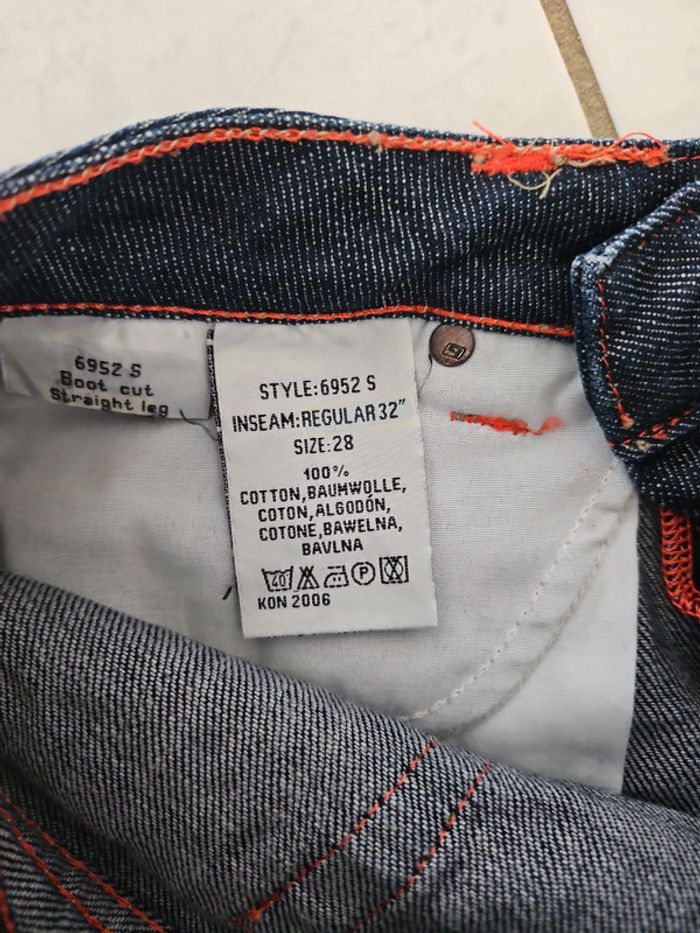 6952 S
Boot cut
Straight leg
STYLE:6952 S
INSEAM:REGULAR 32"
SIZE:28
100%
COTTON,BAUMWOLLE,
COTON,ALGODÓN,
COTONE,BAWELNA,
BAVLNA
40
P
KON 2006